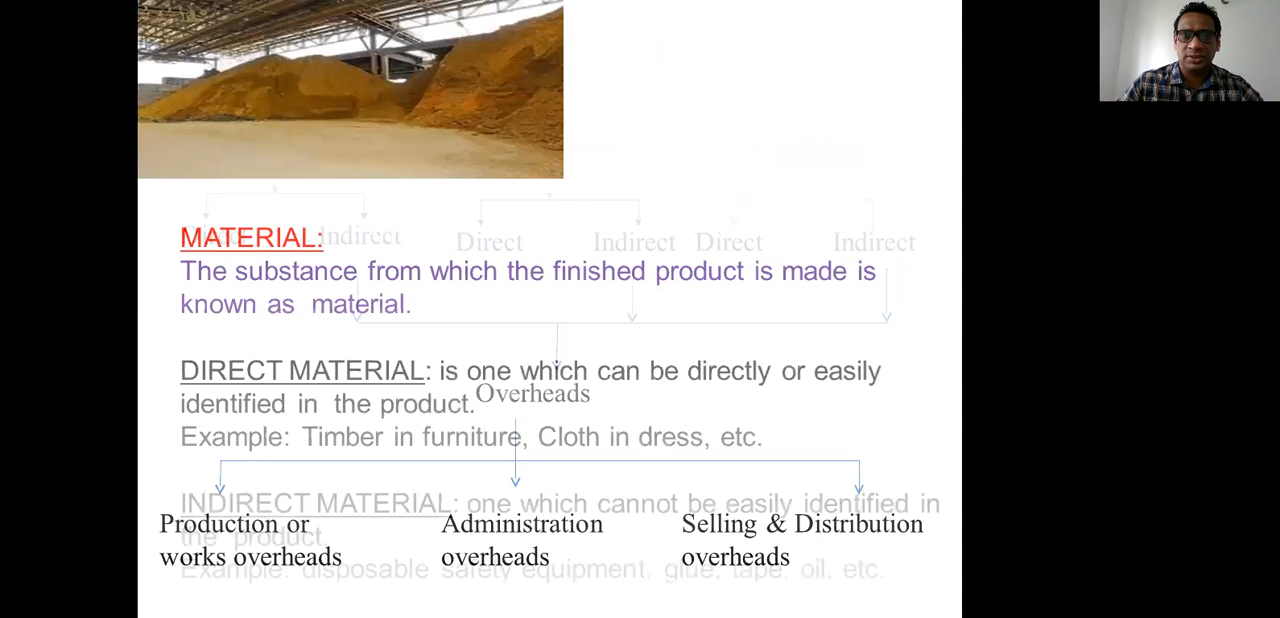 Direct Indirect
Direct Indirect Direct Indirect
MATERIAL:
The substance from which the finished product is made is
known as material.
DIRECT MATERIAL: is one which can be directly or easily
identified in the product.
Overheads
Example: Timber in furniture, Cloth in dress, etc.
INDIRECT MATERIAL: one which cannot be easily identified in
the product.
Example: disposable safety equipment, glue, tape, oil, etc.
Production or
works overheads
Administration
overheads
Selling & Distribution
overheads